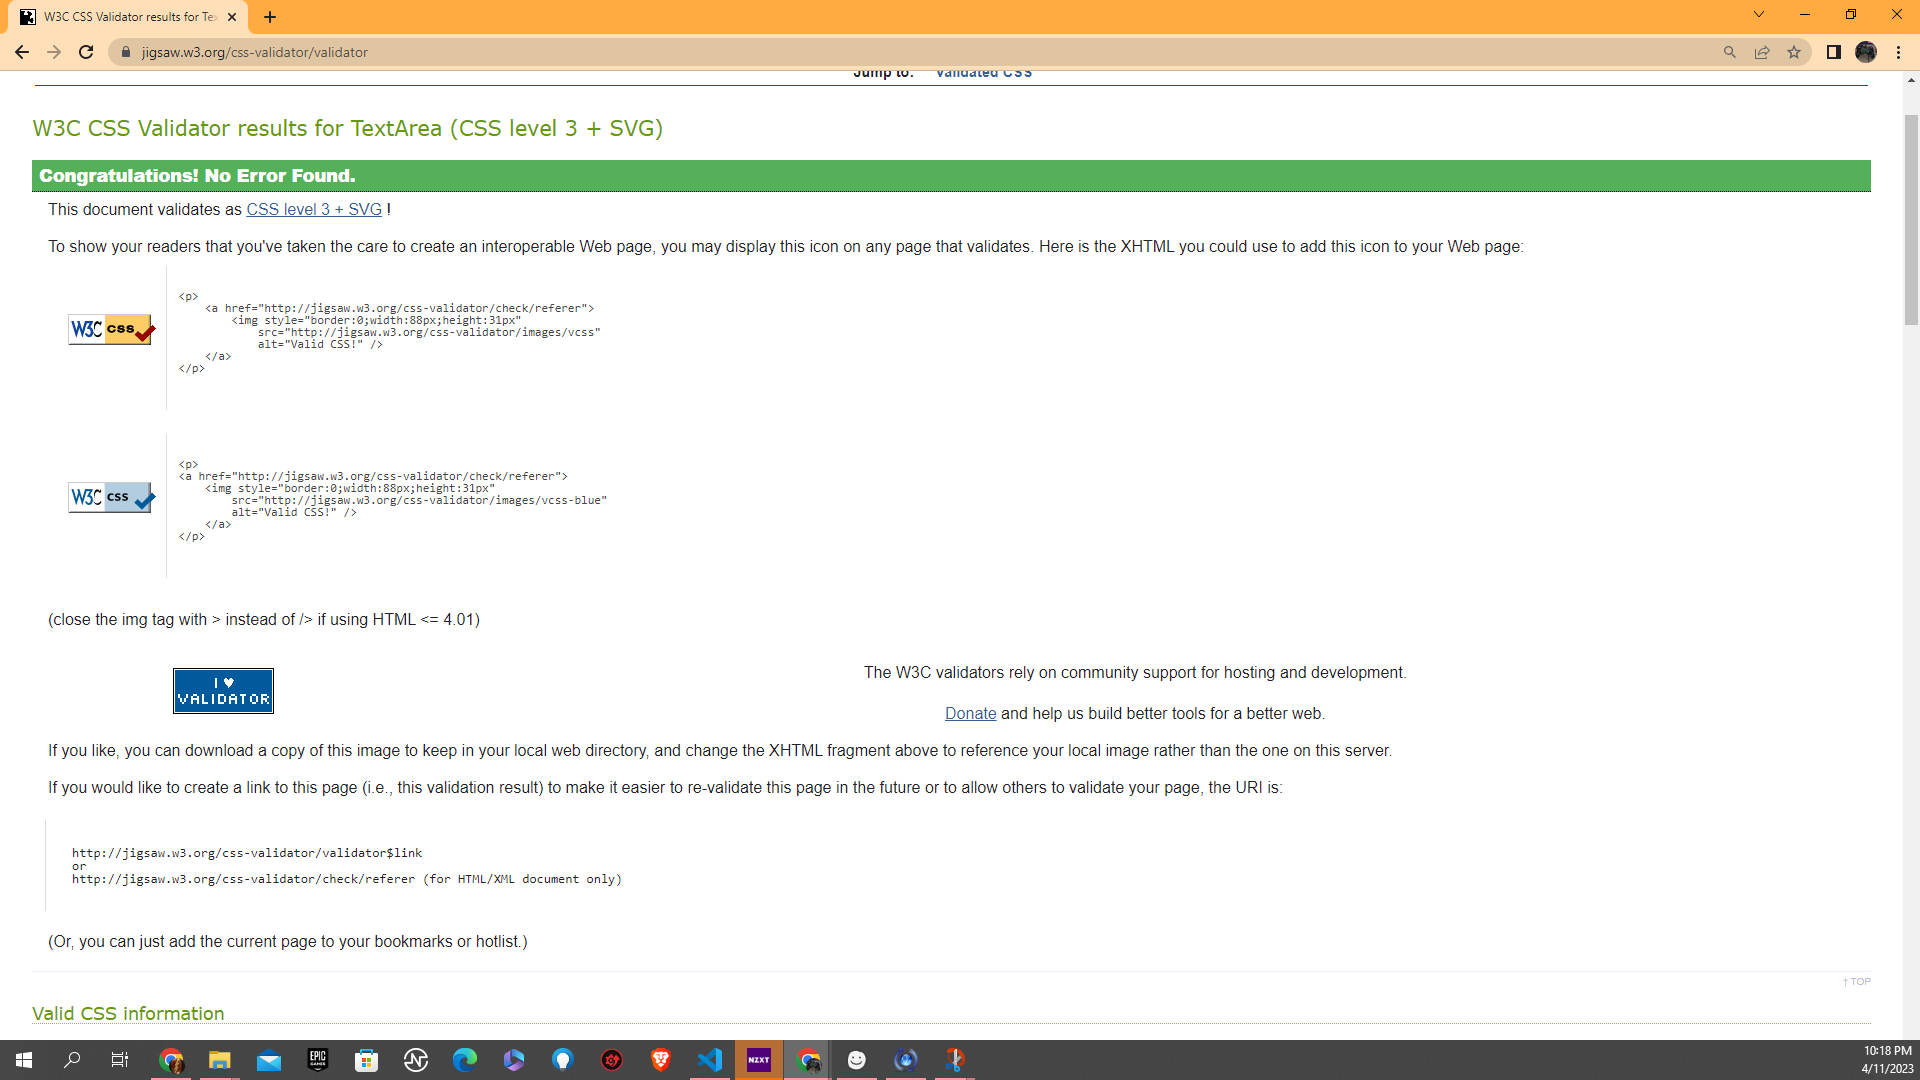 W3C CSS Validator results for Tex
jigsaw.w3.org/css-validator/validator
Jump to: Validated CSS
W3C CSS Validator results for TextArea (CSS level 3 + SVG)
Congratulations! No Error Found.
This document validates as CSS level 3 + SVG !
To show your readers that you've taken the care to create an interoperable Web page, you may display this icon on any page that validates. Here is the XHTML you could use to add this icon to your Web page:
<p>
<a href="http://jigsaw.w3.org/css-validator/check/referer">
<img style="border:0;width:88px;height:31px"
W3C css
src="http://jigsaw.w3.org/css-validator/images/vcss"
alt="Valid CSS!" />
</a>
</p>
<p>
<a href="http://jigsaw.w3.org/css-validator/check/referer">
<img style="border:0;width:88px;height:31px"
W3C css
src="http://jigsaw.w3.org/css-validator/images/vcss-blue"
alt="Valid CSS!" />
</a>
</p>
(close the img tag with > instead of /> if using HTML <= 4.01)
I ♥
VALIDATOR
The W3C validators rely on community support for hosting and development.
Donate and help us build better tools for a better web.
If you like, you can download a copy of this image to keep in your local web directory, and change the XHTML fragment above to reference your local image rather than the one on this server.
If you would like to create a link to this page (i.e., this validation result) to make it easier to re-validate this page in the future or to allow others to validate your page, the URI is:
http://jigsaw.w3.org/css-validator/validator$link
or
http://jigsaw.w3.org/css-validator/check/referer (for HTML/XML document only)
(Or, you can just add the current page to your bookmarks or hotlist.)
↑ TOP
Valid CSS information
EPIC GAMES
NZXT
10:18 PM
4/11/2023